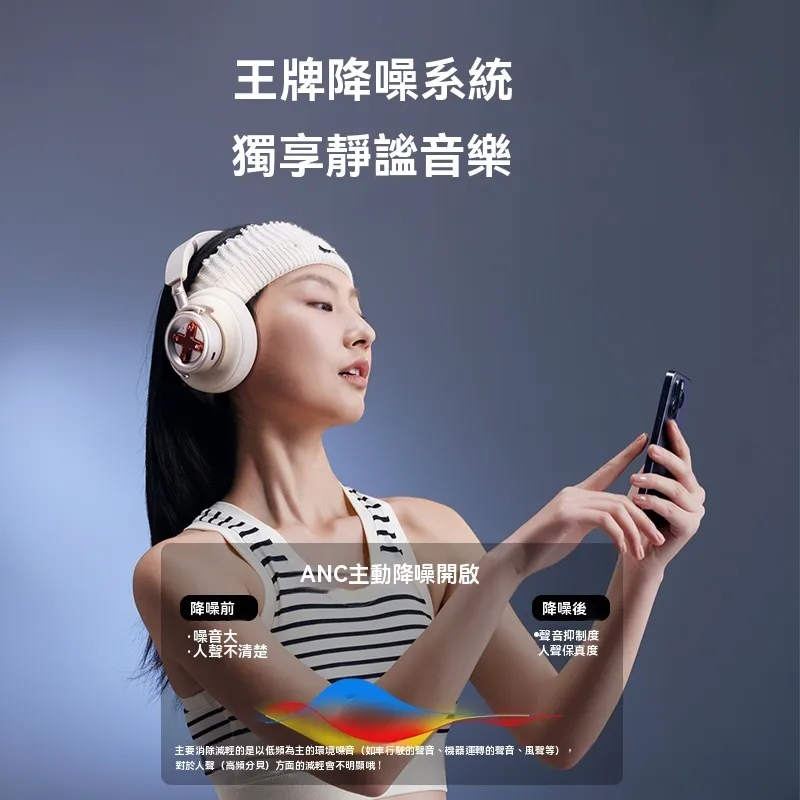 王牌降噪系統
獨享靜謐音樂
ANC主動降噪開啟
降噪前
降噪後
·噪音大
·人聲不清楚
•聲音抑制度
人聲保真度
主要消除減輕的是以低頻為主的環境噪音（如車行駛的聲音、機器運轉的聲音、風聲等），
對於人聲（高頻分貝）方面的減輕會不明顯哦！